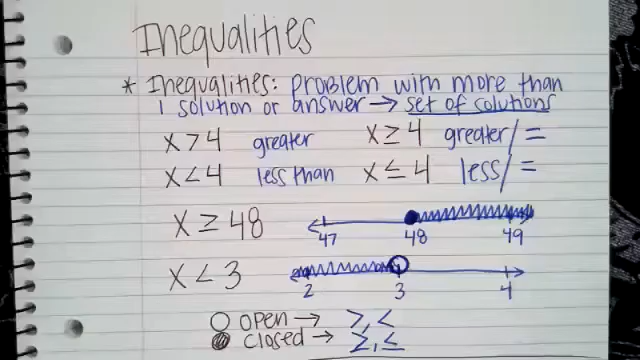 Inequalities
* Inequalities: problem with more than
1 solution or answer → set of solutions
x > 4 greater x ≥ 4 greater/=
x < 4 less than x ≤ 4 less/=
x ≥ 48
47 48 49
x < 3
2 3 4
○ open → >, <
● closed → ≥, ≤